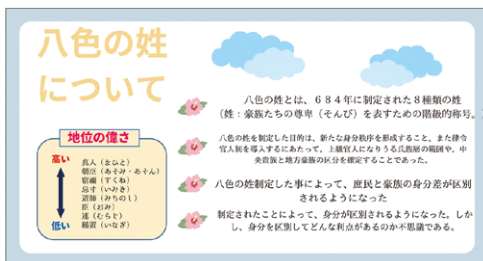 八色の姓
について
地位の偉さ
高い
真人（まひと）
朝臣（あそみ・あそん）
宿禰（すくね）
忌寸（いみき）
道師（みちのし）
臣（おみ）
連（むらじ）
稲置（いなぎ）
低い
八色の姓とは、６８４年に制定された８種類の姓
（姓：豪族たちの尊卑（そんぴ）を表すための階級的称号。）
八色の姓を制定した目的は、新たな身分秩序を形成すること。また律令
官人制を導入するにあたって、上級官人になりうる氏族層の範囲や、中
央貴族と地方豪族の区分を確定することであった。
八色の姓制定した事によって、庶民と豪族の身分差が区別
されるようになった
制定されたことによって、身分が区別されるようになった。しか
し、身分を区別してどんな利点があるのか不思議である。